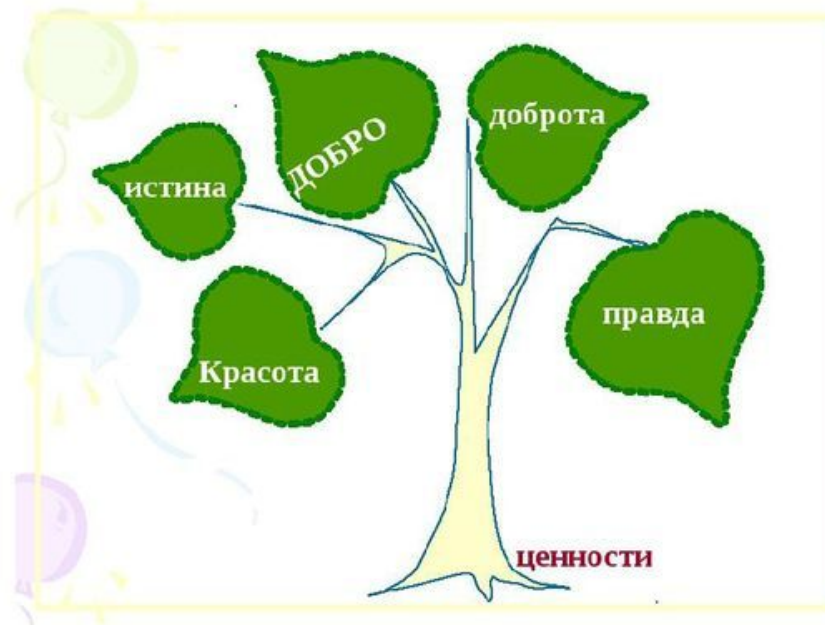 доброта
ДОБРО
истина
правда
Красота
ценности